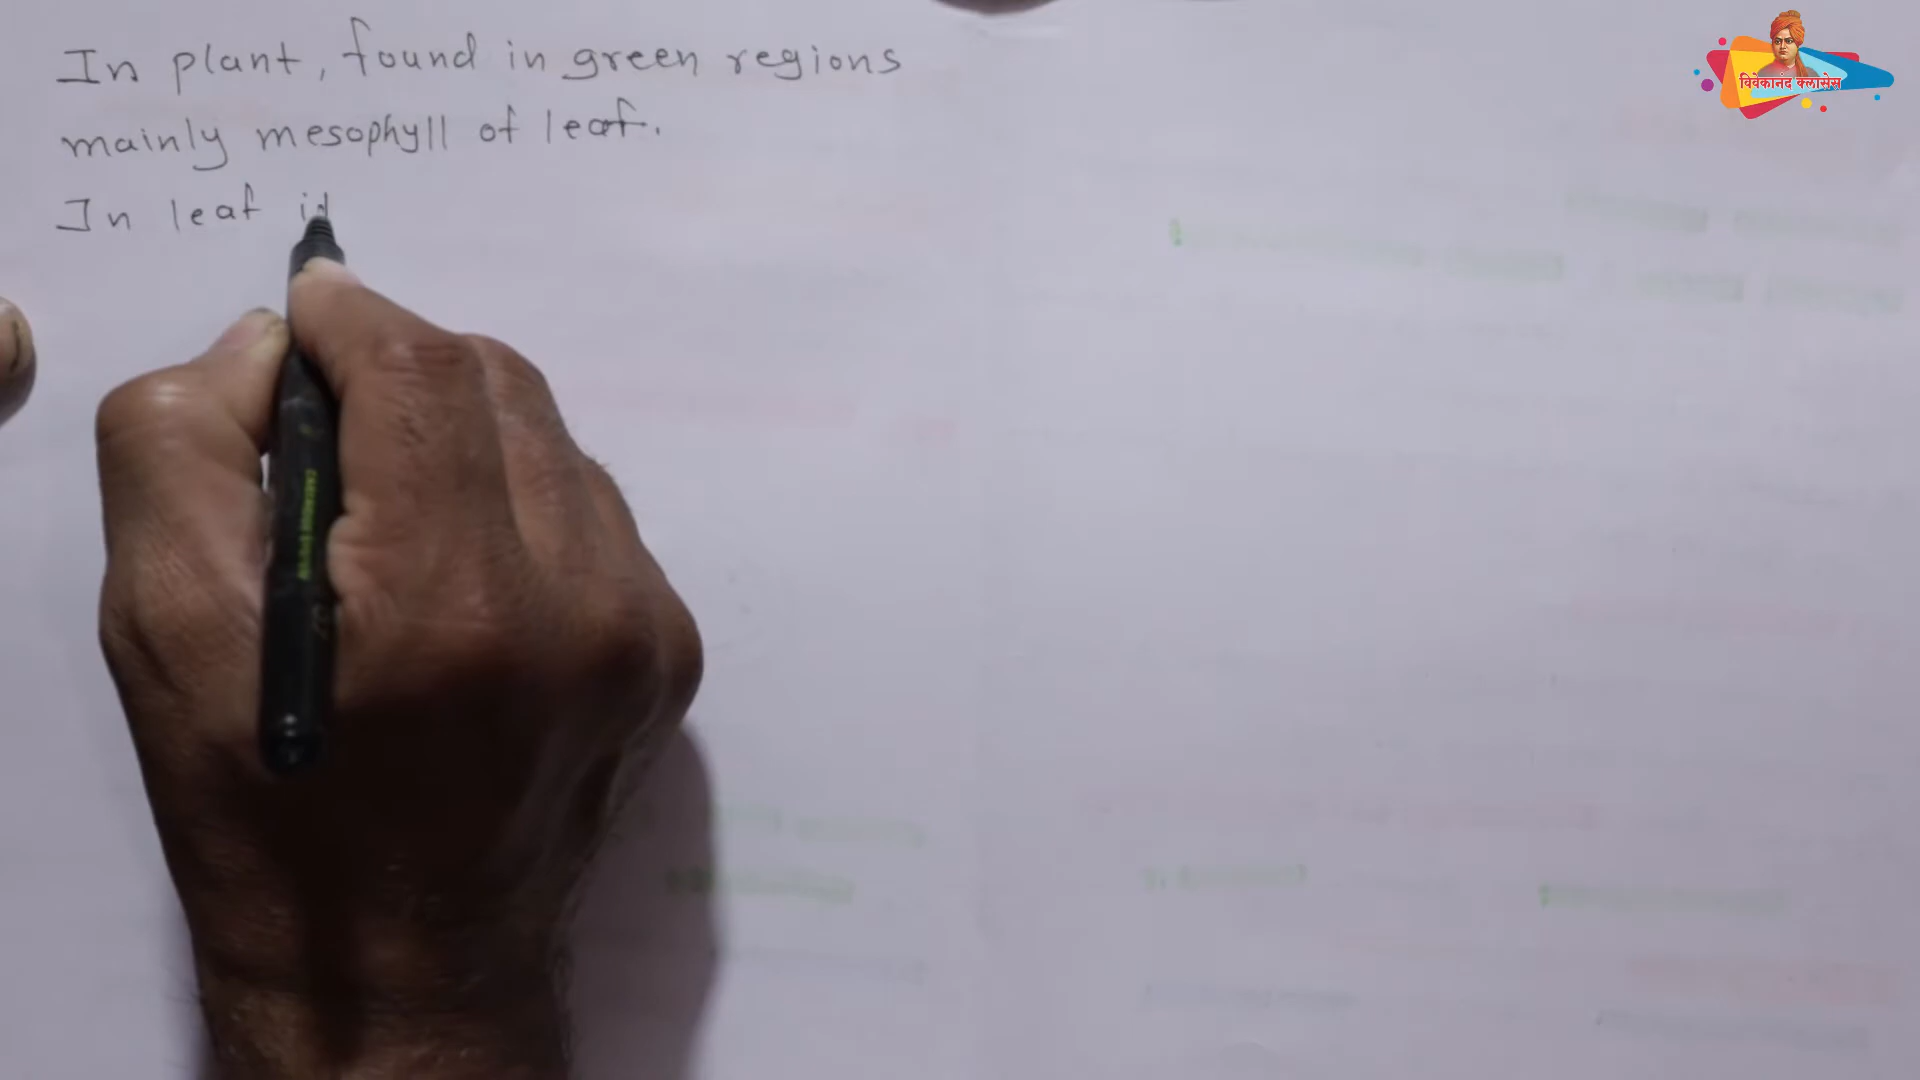 In plant, found in green regions
mainly mesophyll of leaf.
In leaf
विवेकानंद क्लासेस